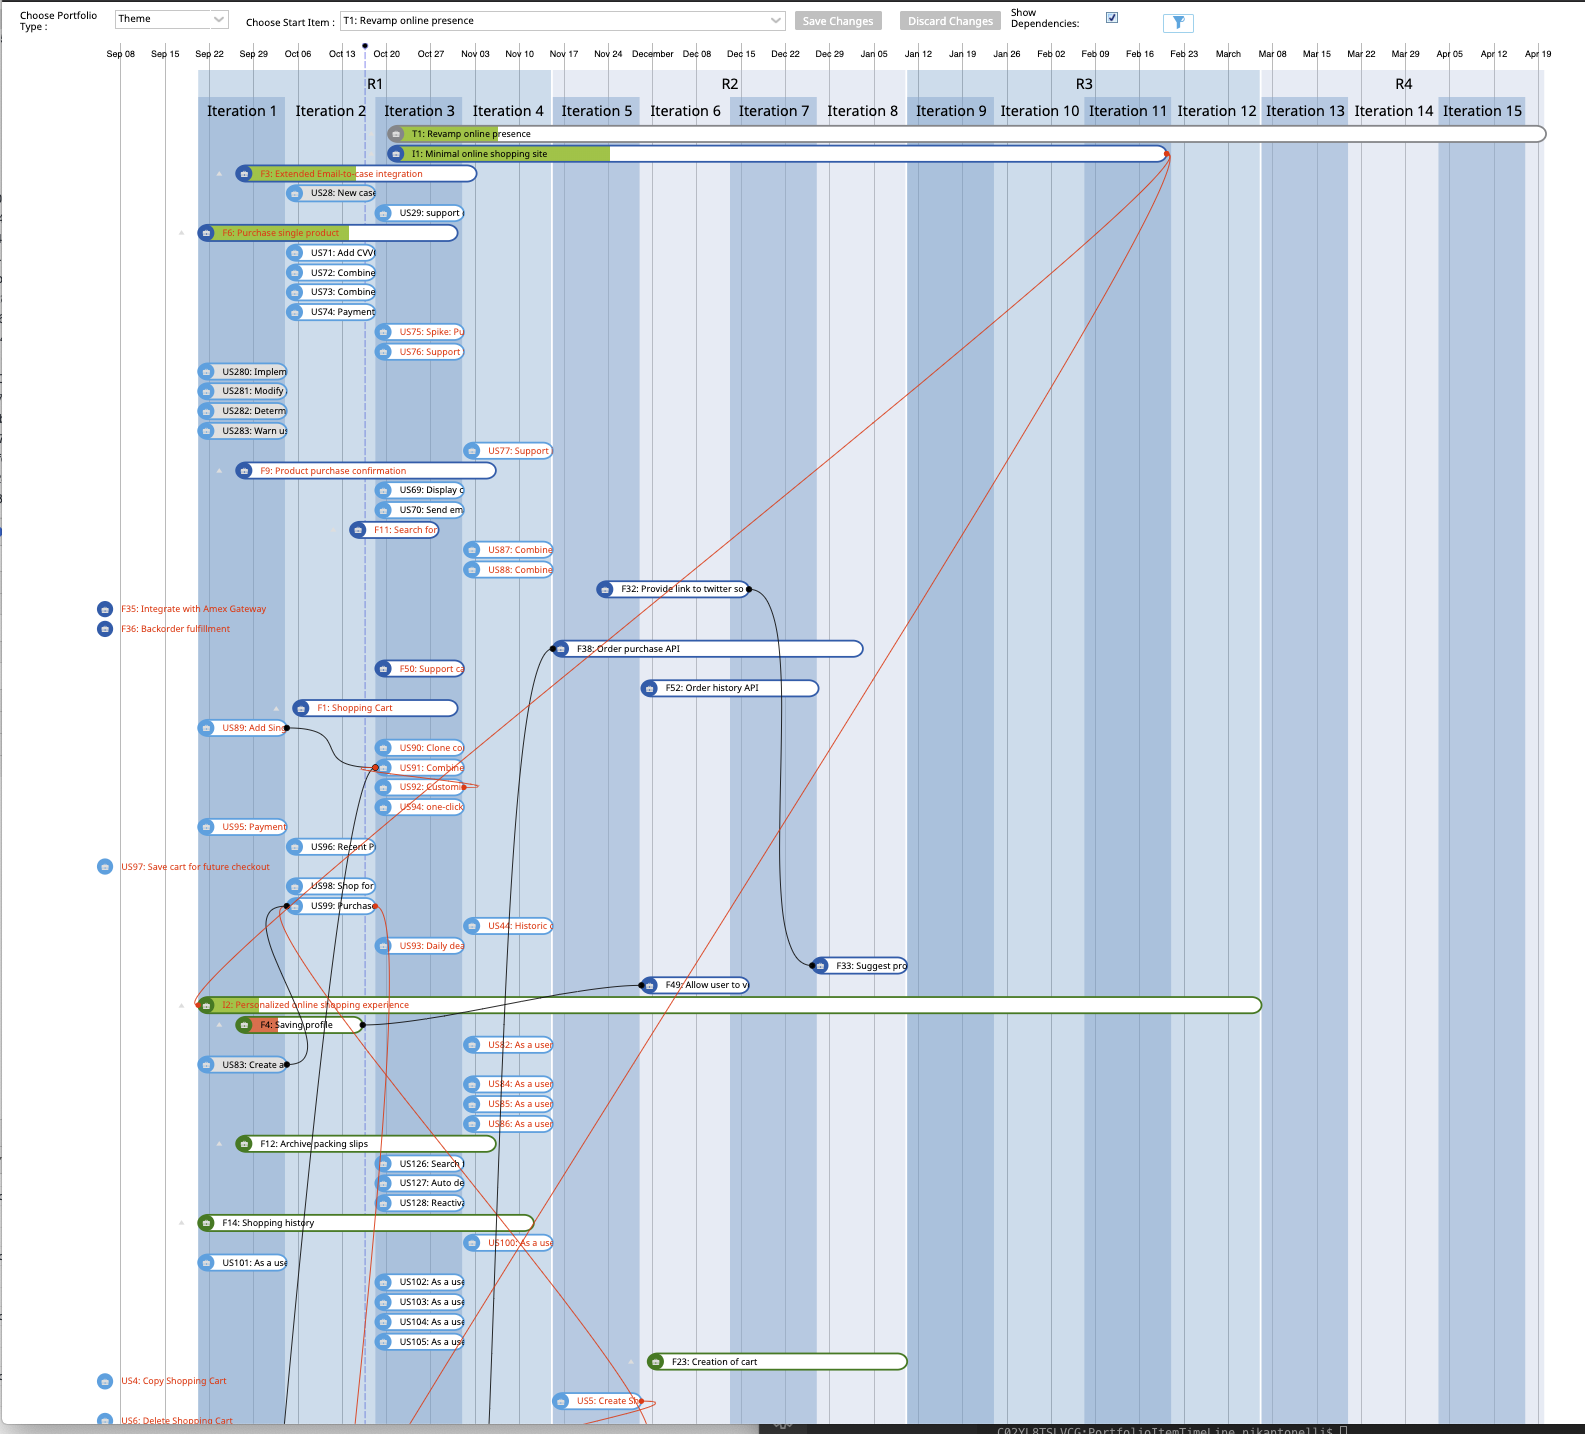 Choose Portfolio Type :
Theme
Choose Start Item :
T1: Revamp online presence
Save Changes
Discard Changes
Show Dependencies:
Sep 08 Sep 15 Sep 22 Sep 29 Oct 06 Oct 13 Oct 20 Oct 27 Nov 03 Nov 10 Nov 17 Nov 24 December Dec 08 Dec 15 Dec 22 Dec 29 Jan 05 Jan 12 Jan 19 Jan 26 Feb 02 Feb 09 Feb 16 Feb 23 March Mar 08 Mar 15 Mar 22 Mar 29 Apr 05 Apr 12 Apr 19
R1 R2 R3 R4
Iteration 1 Iteration 2 Iteration 3 Iteration 4 Iteration 5 Iteration 6 Iteration 7 Iteration 8 Iteration 9 Iteration 10 Iteration 11 Iteration 12 Iteration 13 Iteration 14 Iteration 15
T1: Revamp online presence
I1: Minimal online shopping site
F3: Extended Email-to-case integration
US28: New case
US29: support
F6: Purchase single product
US71: Add CVV
US72: Combine
US73: Combine
US74: Payment
US75: Spike: Pu
US76: Support
US280: Implem
US281: Modify
US282: Determ
US283: Warn us
US77: Support
F9: Product purchase confirmation
US69: Display
US70: Send em
F11: Search for
US87: Combine
US88: Combine
F32: Provide link to twitter so
F35: Integrate with Amex Gateway
F36: Backorder fulfillment
F38: Order purchase API
F50: Support ca
F52: Order history API
F1: Shopping Cart
US89: Add Sing
US90: Clone co
US91: Combine
US92: Customi
US94: one-click
US95: Payment
US96: Recent P
US97: Save cart for future checkout
US98: Shop for
US99: Purchase
US44: Historic
US93: Daily dea
F33: Suggest pro
F49: Allow user to v
I2: Personalized online shopping experience
F4: Saving profile
US82: As a user
US83: Create a
US84: As a user
US85: As a user
US86: As a user
F12: Archive packing slips
US126: Search
US127: Auto de
US128: Reactiva
F14: Shopping history
US100: As a use
US101: As a use
US102: As a use
US103: As a use
US104: As a use
US105: As a use
F23: Creation of cart
US4: Copy Shopping Cart
US5: Create Sh
US6: Delete Shopping Cart